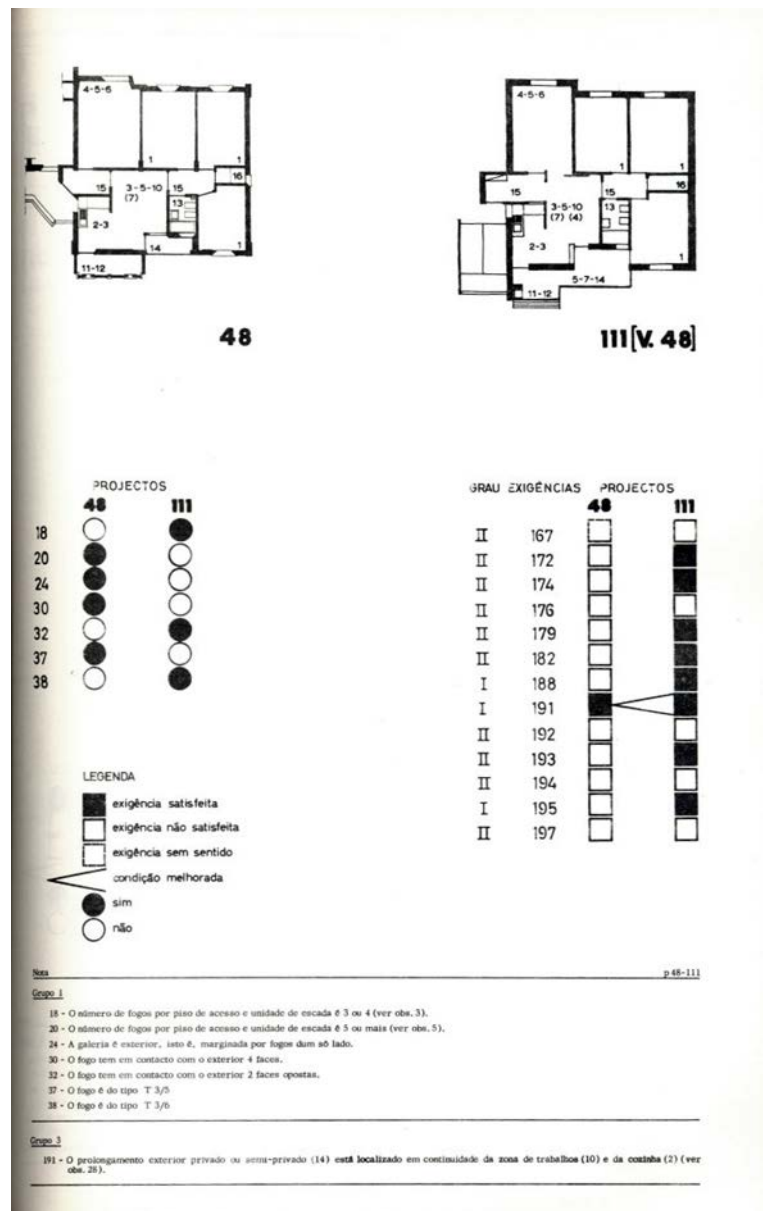 4-5-6
1
1
15
3-5-10
(7)
15
16
13
2-3
14
1
11-12
48
4-5-6
1
1
15
3-5-10
(7) (4)
15
16
13
2-3
1
5-7-14
11-12
111[V. 48]
PROJECTOS
48 111
18
20
24
30
32
37
38
GRAU EXIGÊNCIAS PROJECTOS
48 111
II 167
II 172
II 174
II 176
II 179
II 182
I 188
I 191
II 192
II 193
II 194
I 195
II 197
LEGENDA
exigência satisfeita
exigência não satisfeita
exigência sem sentido
condição melhorada
sim
não
Nota p 48-111
Grupo 1
18 - O número de fogos por piso de acesso e unidade de escada é 3 ou 4 (ver obs. 3).
20 - O número de fogos por piso de acesso e unidade de escada é 5 ou mais (ver obs. 5).
24 - A galeria é exterior, isto é, marginada por fogos dum só lado.
30 - O fogo tem em contacto com o exterior 4 faces.
32 - O fogo tem em contacto com o exterior 2 faces opostas.
37 - O fogo é do tipo T 3/5
38 - O fogo é do tipo T 3/6
Grupo 3
191 - O prolongamento exterior privado ou semi-privado (14) está localizado em continuidade da zona de trabalhos (10) e da cozinha (2) (ver
obs. 28).